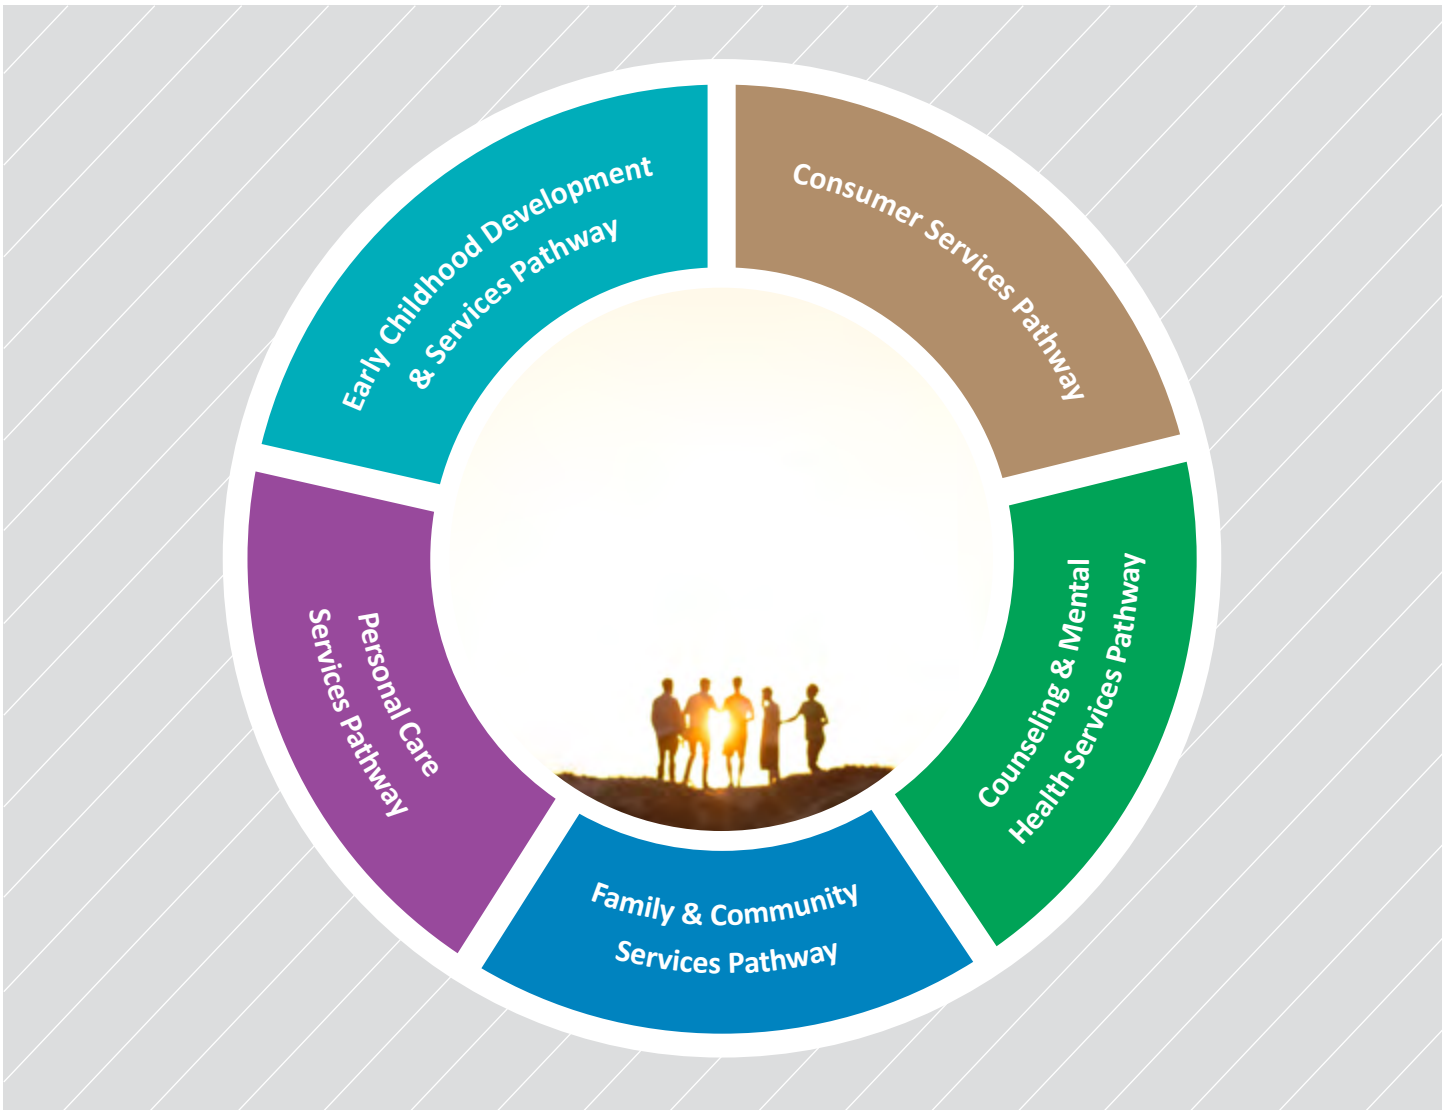 Early Childhood Development
& Services Pathway
Consumer Services Pathway
Counseling & Mental
Health Services Pathway
Family & Community
Services Pathway
Personal Care
Services Pathway